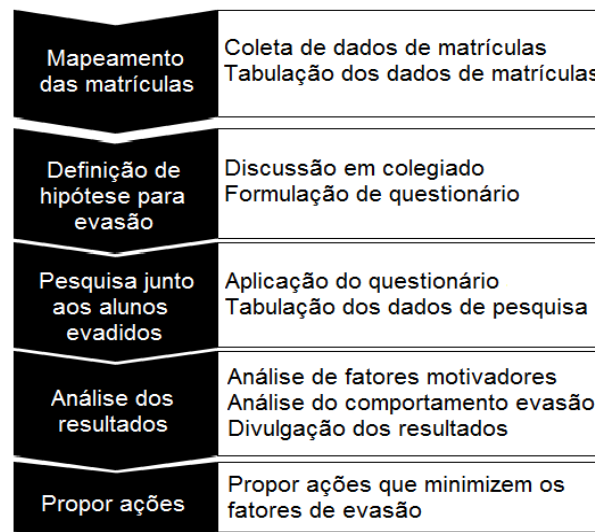 Mapeamento
das matrículas
Coleta de dados de matrículas
Tabulação dos dados de matrículas
Definição de
hipótese para
evasão
Discussão em colegiado
Formulação de questionário
Pesquisa junto
aos alunos
evadidos
Aplicação do questionário
Tabulação dos dados de pesquisa
Análise dos
resultados
Análise de fatores motivadores
Análise do comportamento evasão
Divulgação dos resultados
Propor ações
Propor ações que minimizem os
fatores de evasão